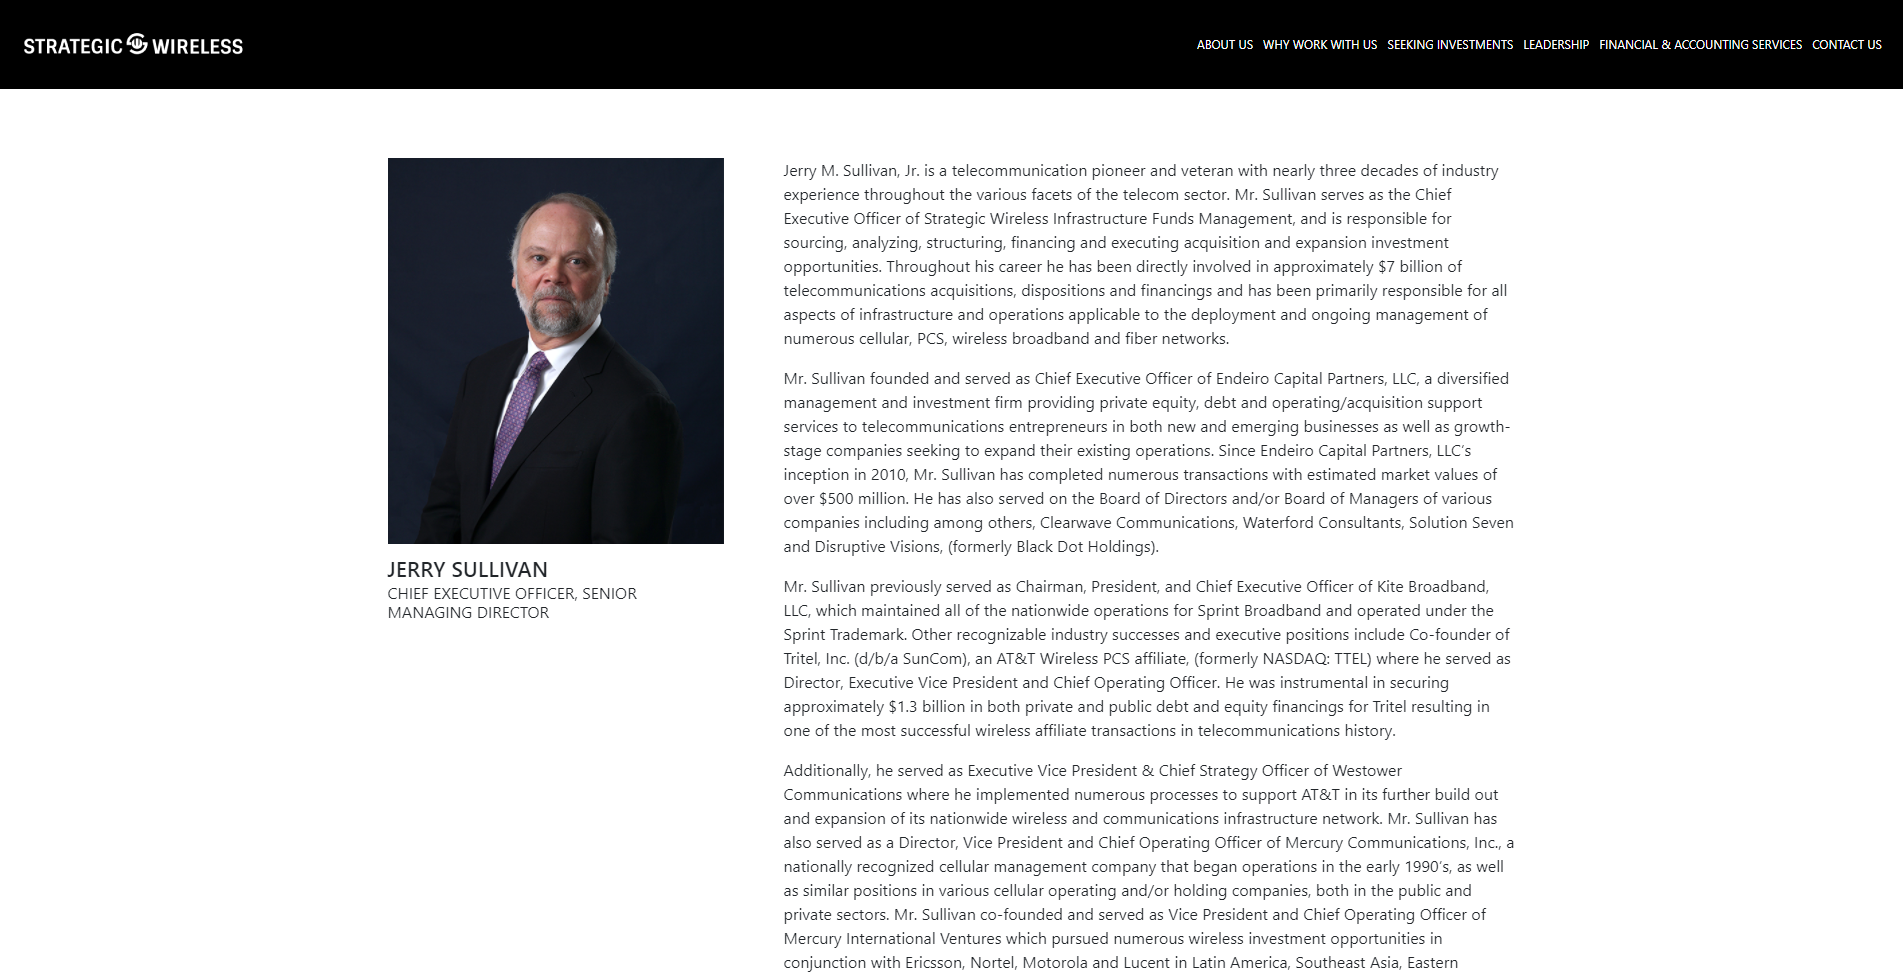 STRATEGIC WIRELESS
ABOUT US WHY WORK WITH US SEEKING INVESTMENTS LEADERSHIP FINANCIAL & ACCOUNTING SERVICES CONTACT US
JERRY SULLIVAN
CHIEF EXECUTIVE OFFICER, SENIOR
MANAGING DIRECTOR
Jerry M. Sullivan, Jr. is a telecommunication pioneer and veteran with nearly three decades of industry
experience throughout the various facets of the telecom sector. Mr. Sullivan serves as the Chief
Executive Officer of Strategic Wireless Infrastructure Funds Management, and is responsible for
sourcing, analyzing, structuring, financing and executing acquisition and expansion investment
opportunities. Throughout his career he has been directly involved in approximately $7 billion of
telecommunications acquisitions, dispositions and financings and has been primarily responsible for all
aspects of infrastructure and operations applicable to the deployment and ongoing management of
numerous cellular, PCS, wireless broadband and fiber networks.
Mr. Sullivan founded and served as Chief Executive Officer of Endeiro Capital Partners, LLC, a diversified
management and investment firm providing private equity, debt and operating/acquisition support
services to telecommunications entrepreneurs in both new and emerging businesses as well as growth-
stage companies seeking to expand their existing operations. Since Endeiro Capital Partners, LLC’s
inception in 2010, Mr. Sullivan has completed numerous transactions with estimated market values of
over $500 million. He has also served on the Board of Directors and/or Board of Managers of various
companies including among others, Clearwave Communications, Waterford Consultants, Solution Seven
and Disruptive Visions, (formerly Black Dot Holdings).
Mr. Sullivan previously served as Chairman, President, and Chief Executive Officer of Kite Broadband,
LLC, which maintained all of the nationwide operations for Sprint Broadband and operated under the
Sprint Trademark. Other recognizable industry successes and executive positions include Co-founder of
Tritel, Inc. (d/b/a SunCom), an AT&T Wireless PCS affiliate, (formerly NASDAQ: TTEL) where he served as
Director, Executive Vice President and Chief Operating Officer. He was instrumental in securing
approximately $1.3 billion in both private and public debt and equity financings for Tritel resulting in
one of the most successful wireless affiliate transactions in telecommunications history.
Additionally, he served as Executive Vice President & Chief Strategy Officer of Westower
Communications where he implemented numerous processes to support AT&T in its further build out
and expansion of its nationwide wireless and communications infrastructure network. Mr. Sullivan has
also served as a Director, Vice President and Chief Operating Officer of Mercury Communications, Inc., a
nationally recognized cellular management company that began operations in the early 1990’s, as well
as similar positions in various cellular operating and/or holding companies, both in the public and
private sectors. Mr. Sullivan co-founded and served as Vice President and Chief Operating Officer of
Mercury International Ventures which pursued numerous wireless investment opportunities in
conjunction with Ericsson, Nortel, Motorola and Lucent in Latin America, Southeast Asia, Eastern